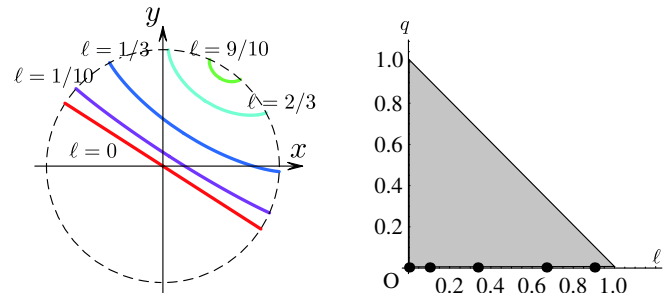 y
ℓ = 1/3
ℓ = 9/10
ℓ = 1/10
ℓ = 2/3
ℓ = 0
x
q
1.0
0.8
0.6
0.4
0.2
O
0.2 0.4 0.6 0.8 1.0
ℓ